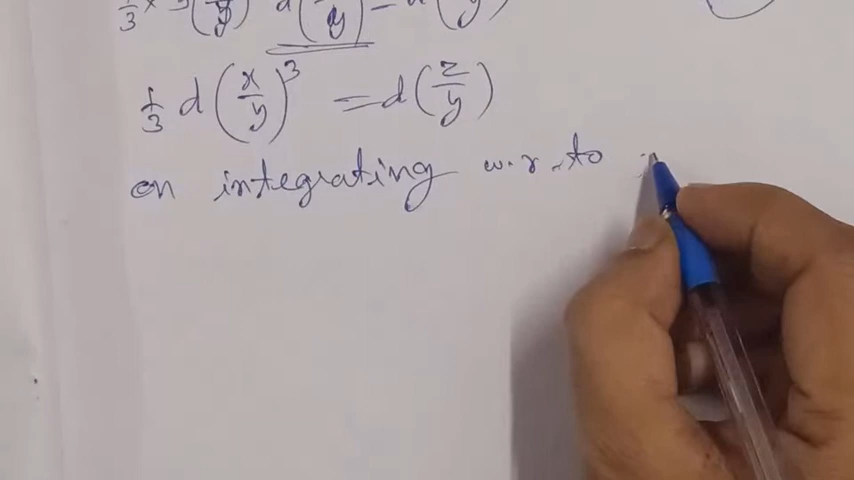 1/3 d(x/y)^3 = d(z/y)
on integrating w.r.to